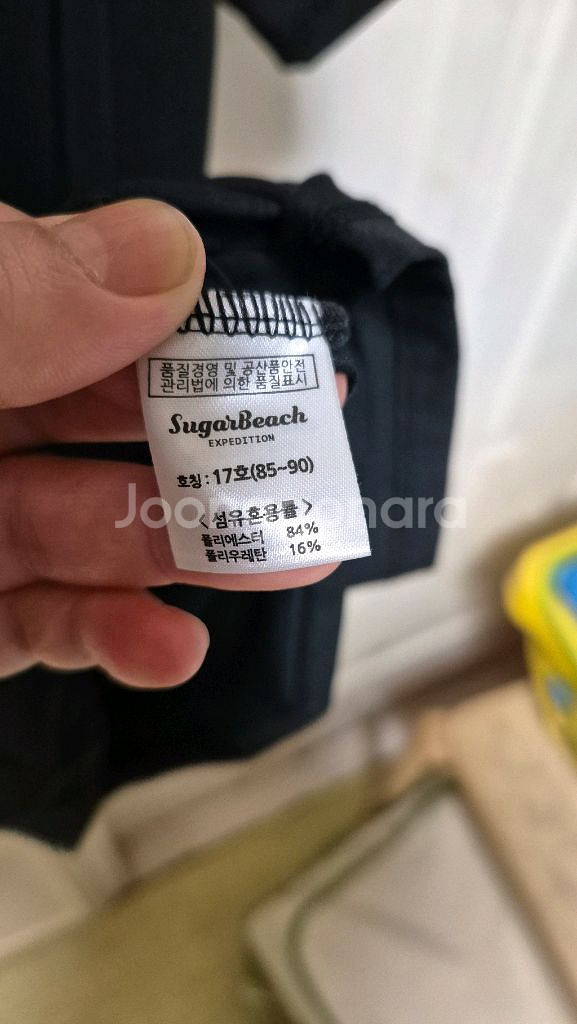 품질경영 및 공산품안전
관리법에 의한 품질표시
SugarBeach
EXPEDITION
호칭 : 17호(85~90)
<섬유혼용률>
폴리에스터 84%
폴리우레탄 16%